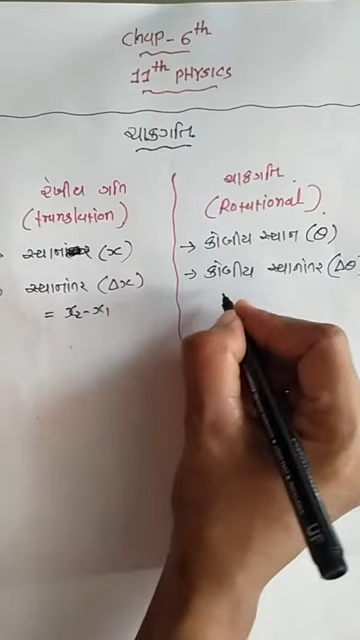 Chap - 6th
11th PHYSICS
ચાકગતિ
રેખીય ગતિ
(translation)
સ્થાન (x)
સ્થાનાંતર (Δx)
= x₂-x₁
ચાકગતિ
(Rotational)
→ કોણીય સ્થાન (θ)
→ કોણીય સ્થાનાંતર (Δθ)